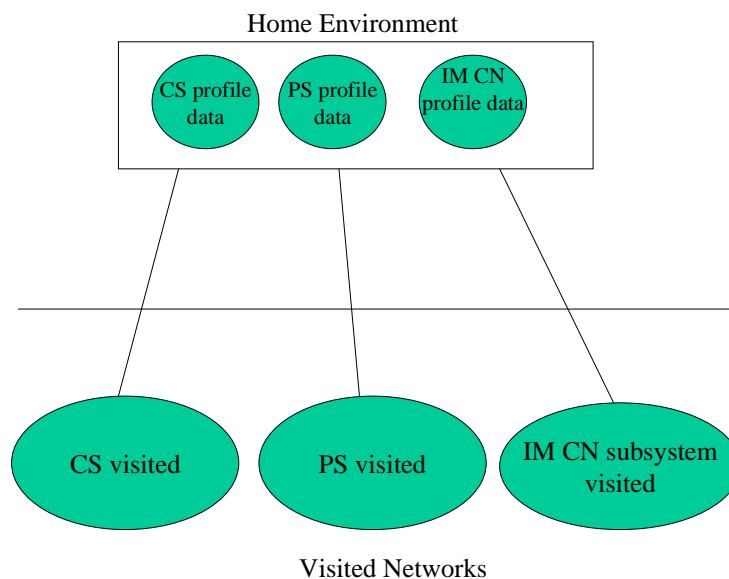 Home Environment
CS profile
data
PS profile
data
IM CN
profile data
CS visited
PS visited
IM CN subsystem
visited
Visited Networks